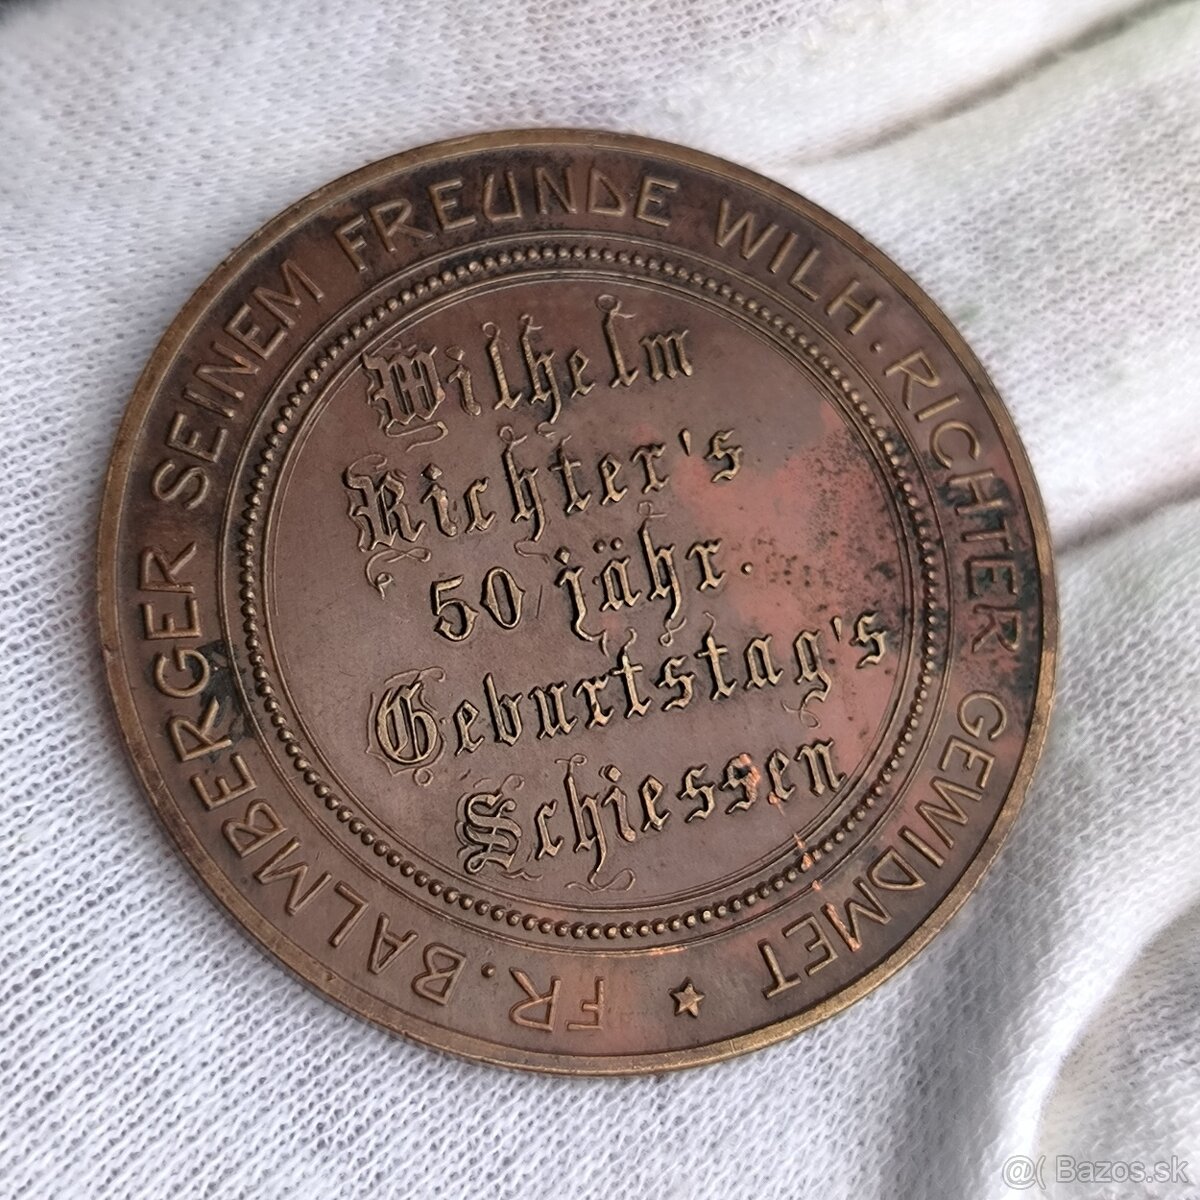 FR. BALMBERGER SEINEM FREUNDE WILH. RICHTER GEWIDMET
Wilhelm
Richter's
50 jähr.
Geburtstag's
Schiessen
@( Bazos.sk